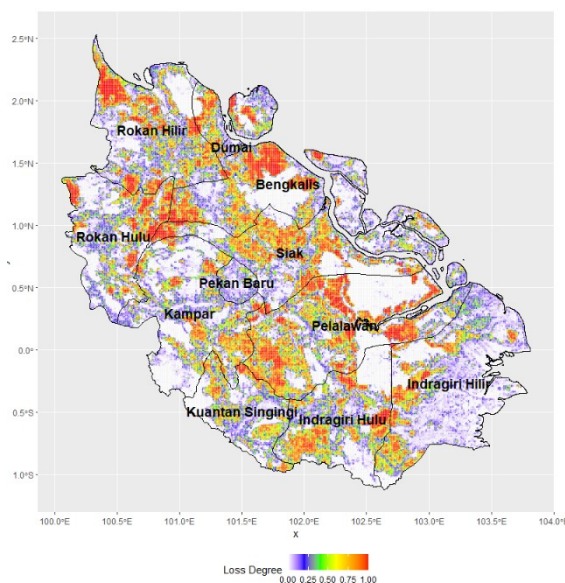 2.5°N
2.0°N
Rokan Hilir
Dumai
1.5°N
Bengkalis
1.0°N
Rokan Hulu
Siak
0.5°N
Pekan Baru
Kampar
Pelalawan
0.0°
Indragiri Hilir
0.5°S
Kuantan Singingi
Indragiri Hulu
1.0°S
100.0°E 100.5°E 101.0°E 101.5°E 102.0°E 102.5°E 103.0°E 103.5°E 104.0°E
x
Loss Degree
0.00 0.25 0.50 0.75 1.00